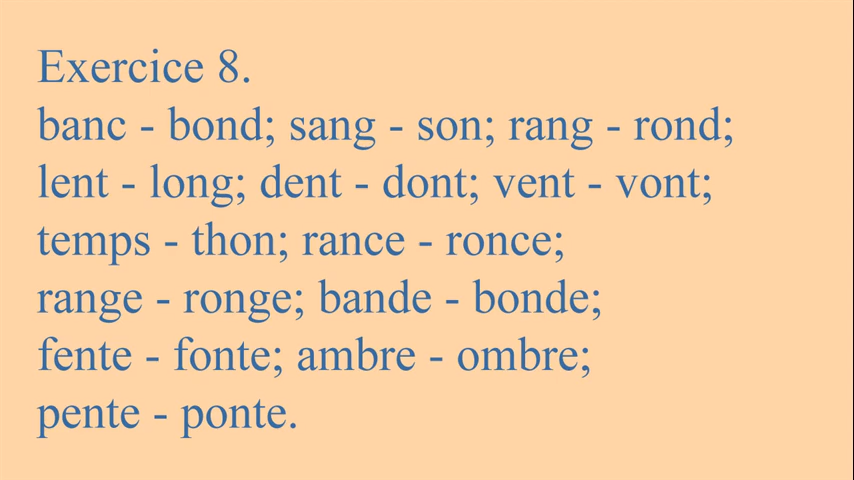 Exercice 8.
banc - bond; sang - son; rang - rond;
lent - long; dent - dont; vent - vont;
temps - thon; rance - ronce;
range - ronge; bande - bonde;
fente - fonte; ambre - ombre;
pente - ponte.